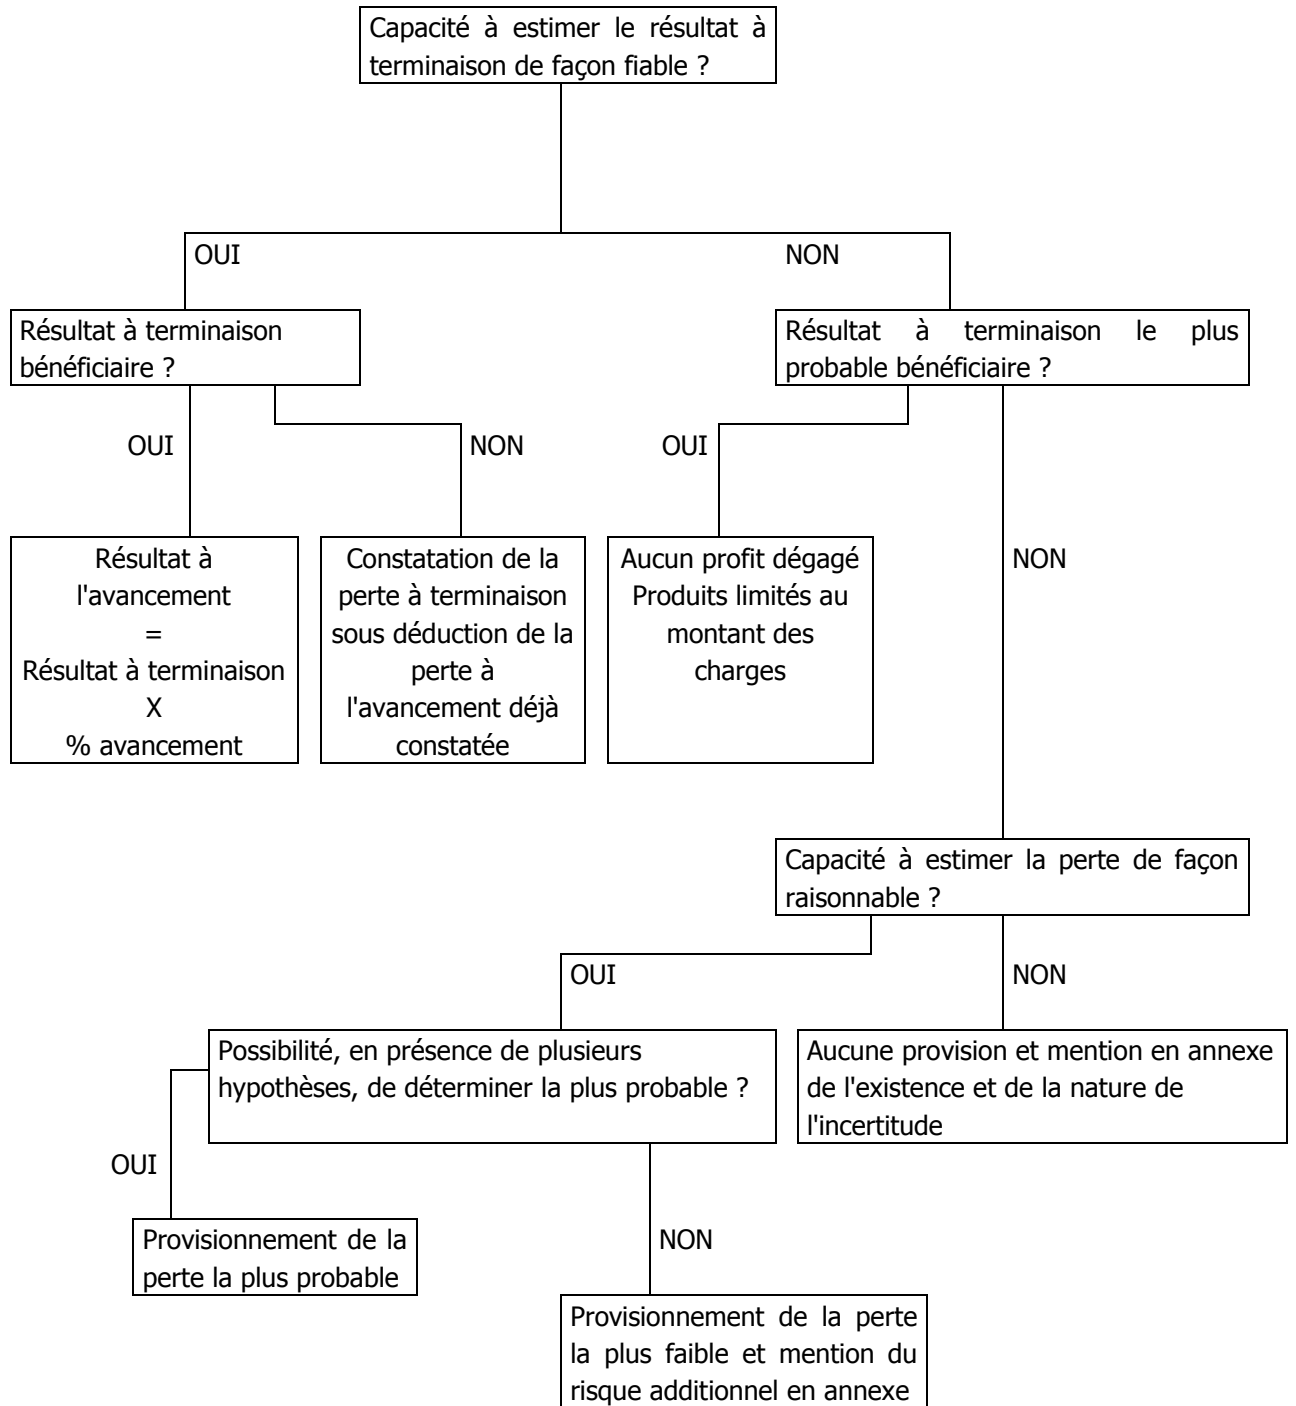 Capacité à estimer le résultat à
terminaison de façon fiable ?
OUI
NON
Résultat à terminaison
bénéficiaire ?
Résultat à terminaison le plus
probable bénéficiaire ?
OUI
NON
OUI
NON
Résultat à
l'avancement
=
Résultat à terminaison
X
% avancement
Constatation de la
perte à terminaison
sous déduction de la
perte à
l'avancement déjà
constatée
Aucun profit dégagé
Produits limités au
montant des
charges
Capacité à estimer la perte de façon
raisonnable ?
OUI
NON
Possibilité, en présence de plusieurs
hypothèses, de déterminer la plus probable ?
Aucune provision et mention en annexe
de l'existence et de la nature de
l'incertitude
OUI
NON
Provisionnement de la
perte la plus probable
Provisionnement de la perte
la plus faible et mention du
risque additionnel en annexe